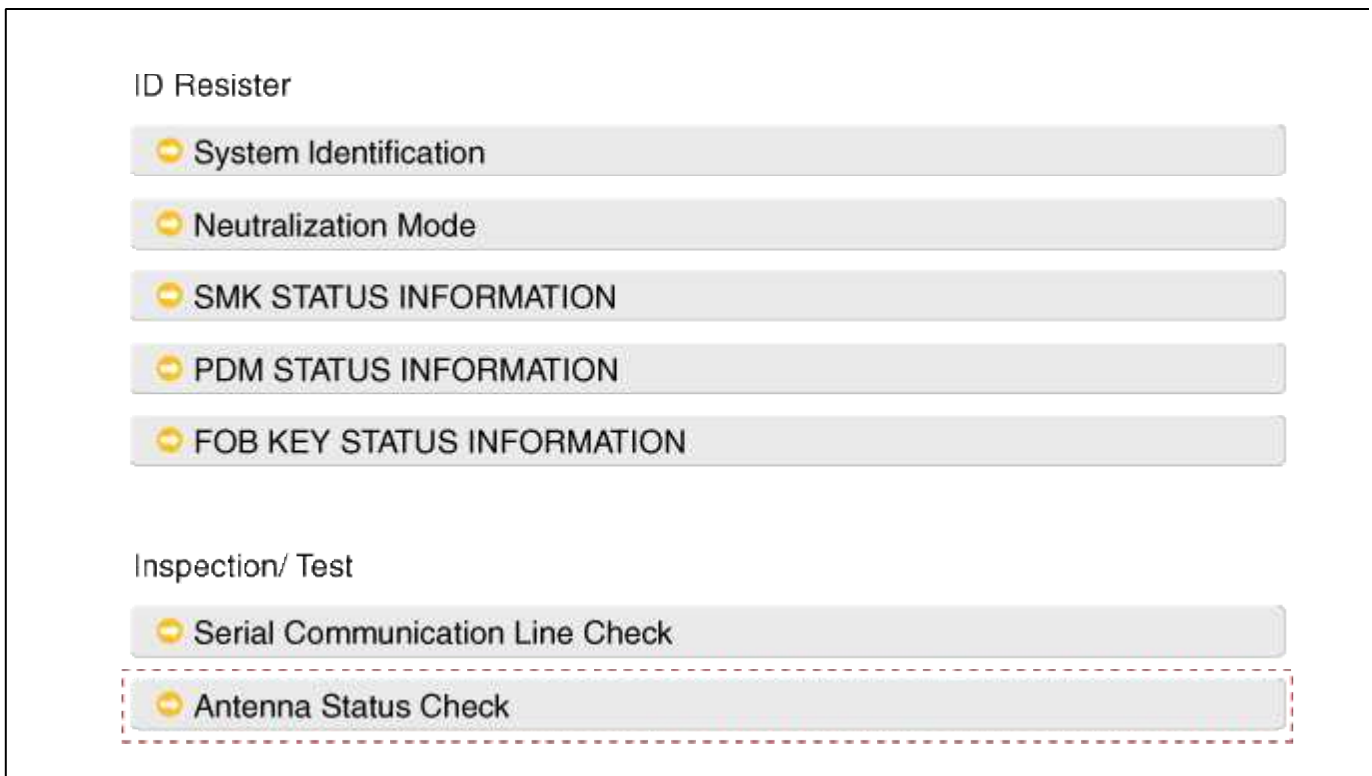 ID Resister
System Identification
Neutralization Mode
SMK STATUS INFORMATION
PDM STATUS INFORMATION
FOB KEY STATUS INFORMATION
Inspection/ Test
Serial Communication Line Check
Antenna Status Check